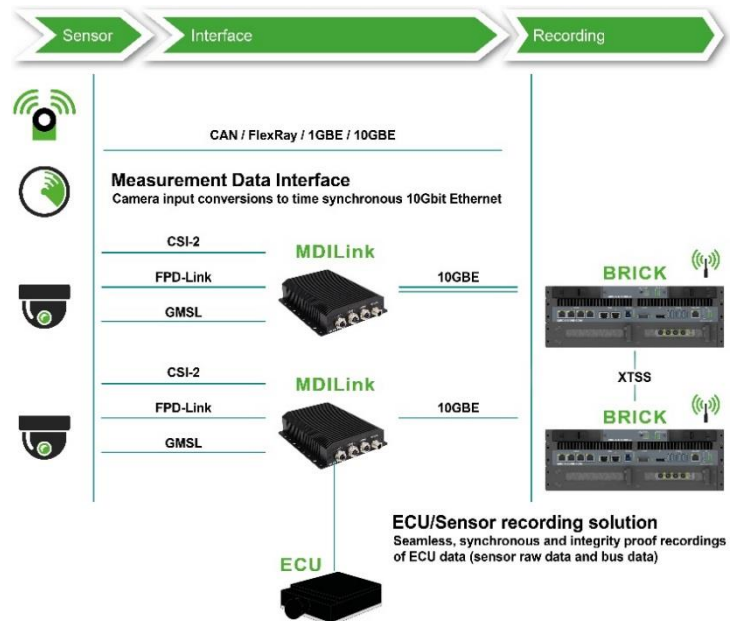 Sensor
Interface
Recording
CAN / FlexRay / 1GBE / 10GBE
Measurement Data Interface
Camera input conversions to time synchronous 10Gbit Ethernet
CSI-2
MDILink
FPD-Link
10GBE
BRICK
GMSL
XTSS
CSI-2
MDILink
FPD-Link
10GBE
BRICK
GMSL
ECU/Sensor recording solution
Seamless, synchronous and integrity proof recordings
of ECU data (sensor raw data and bus data)
ECU